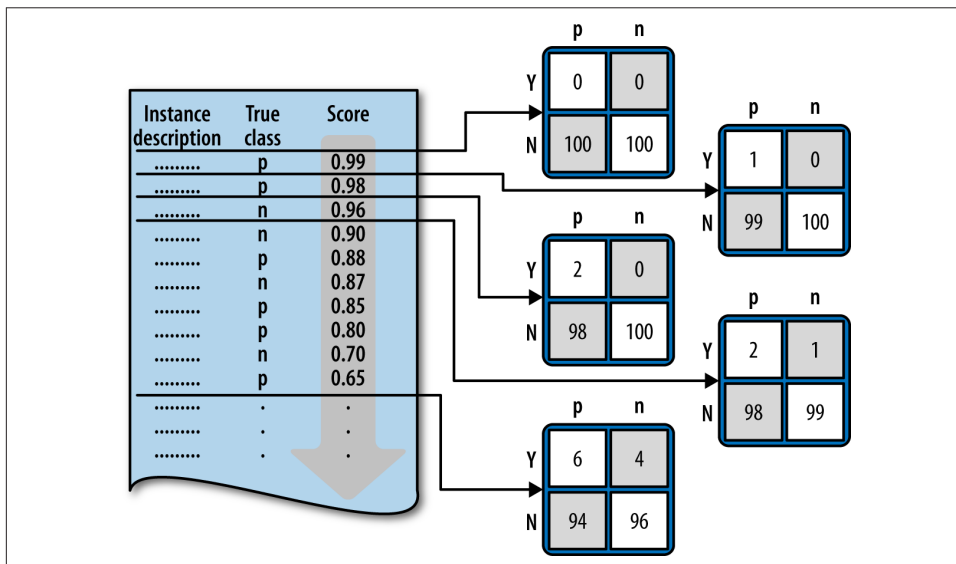 Instance description True class Score
......... p 0.99
......... p 0.98
......... n 0.96
......... n 0.90
......... p 0.88
......... n 0.87
......... p 0.85
......... p 0.80
......... n 0.70
......... p 0.65
......... . .
......... . .
......... . .
p n
Y 0 0
N 100 100
p n
Y 1 0
N 99 100
p n
Y 2 0
N 98 100
p n
Y 2 1
N 98 99
p n
Y 6 4
N 94 96